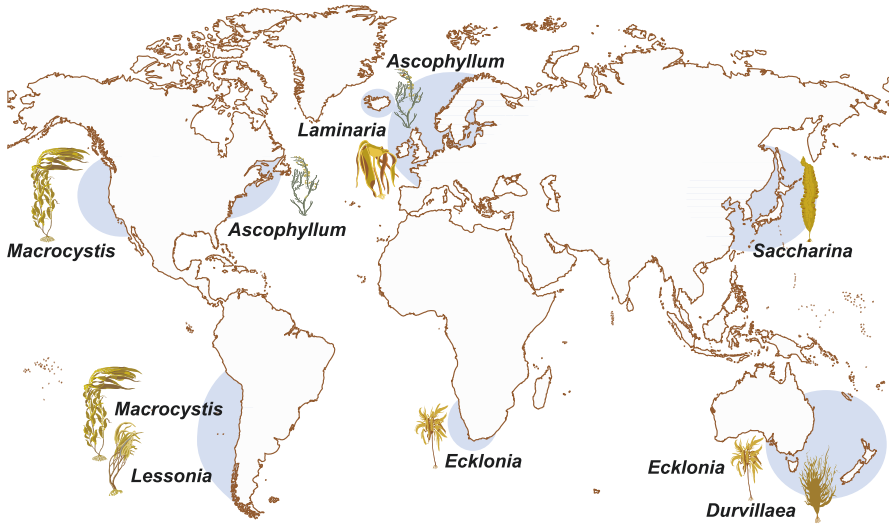 Ascophyllum
Laminaria
Macrocystis
Ascophyllum
Saccharina
Macrocystis
Lessonia
Ecklonia
Ecklonia
Durvillaea